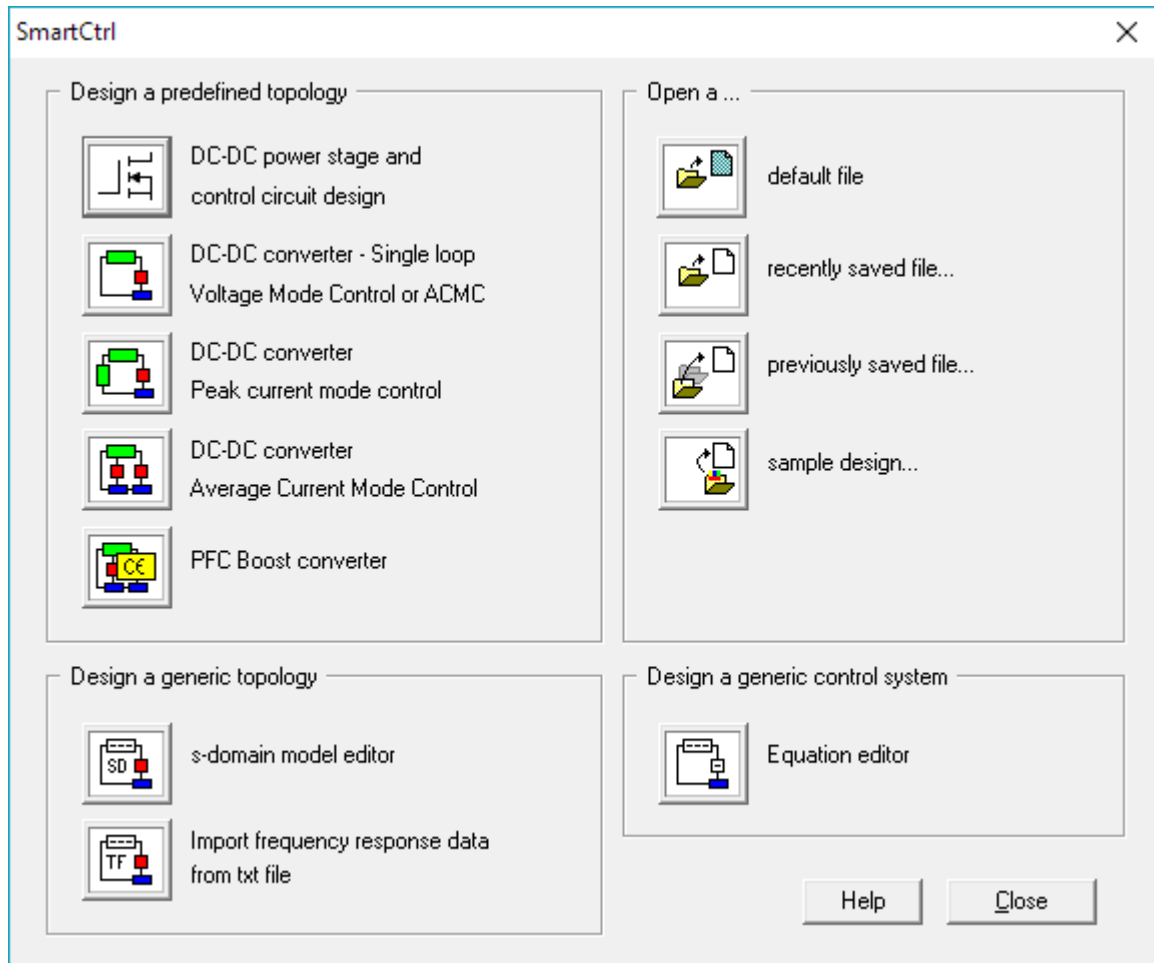 SmartCtrl
Design a predefined topology
DC-DC power stage and
control circuit design
DC-DC converter - Single loop
Voltage Mode Control or ACMC
DC-DC converter
Peak current mode control
DC-DC converter
Average Current Mode Control
C€
PFC Boost converter
Open a ...
default file
recently saved file...
previously saved file...
sample design...
Design a generic topology
SD
s-domain model editor
TF
Import frequency response data
from txt file
Design a generic control system
Equation editor
Help
Close